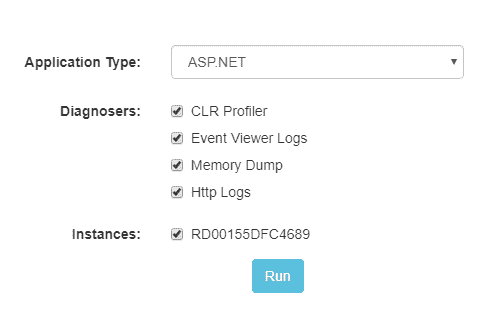 Application Type: ASP.NET
Diagnosers: CLR Profiler
Event Viewer Logs
Memory Dump
Http Logs
Instances: RD00155DFC4689
Run